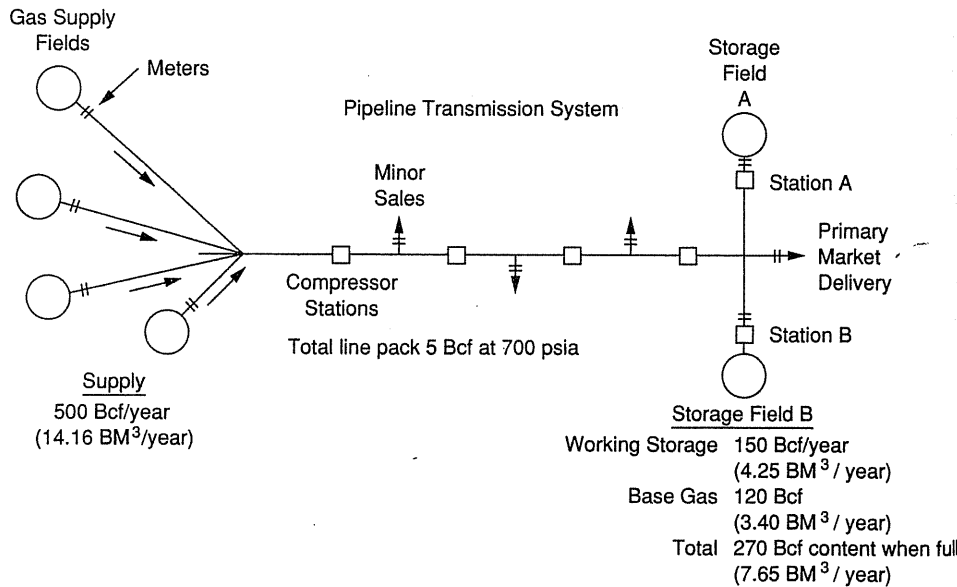 Gas Supply
Fields
Meters
Pipeline Transmission System
Storage
Field
A
Station A
Minor
Sales
Primary
Market
Delivery
Compressor
Stations
Total line pack 5 Bcf at 700 psia
Station B
Supply
500 Bcf/year
(14.16 BM³/year)
Storage Field B
Working Storage 150 Bcf/year
(4.25 BM³ / year)
Base Gas 120 Bcf
(3.40 BM³ / year)
Total 270 Bcf content when full
(7.65 BM³ / year)